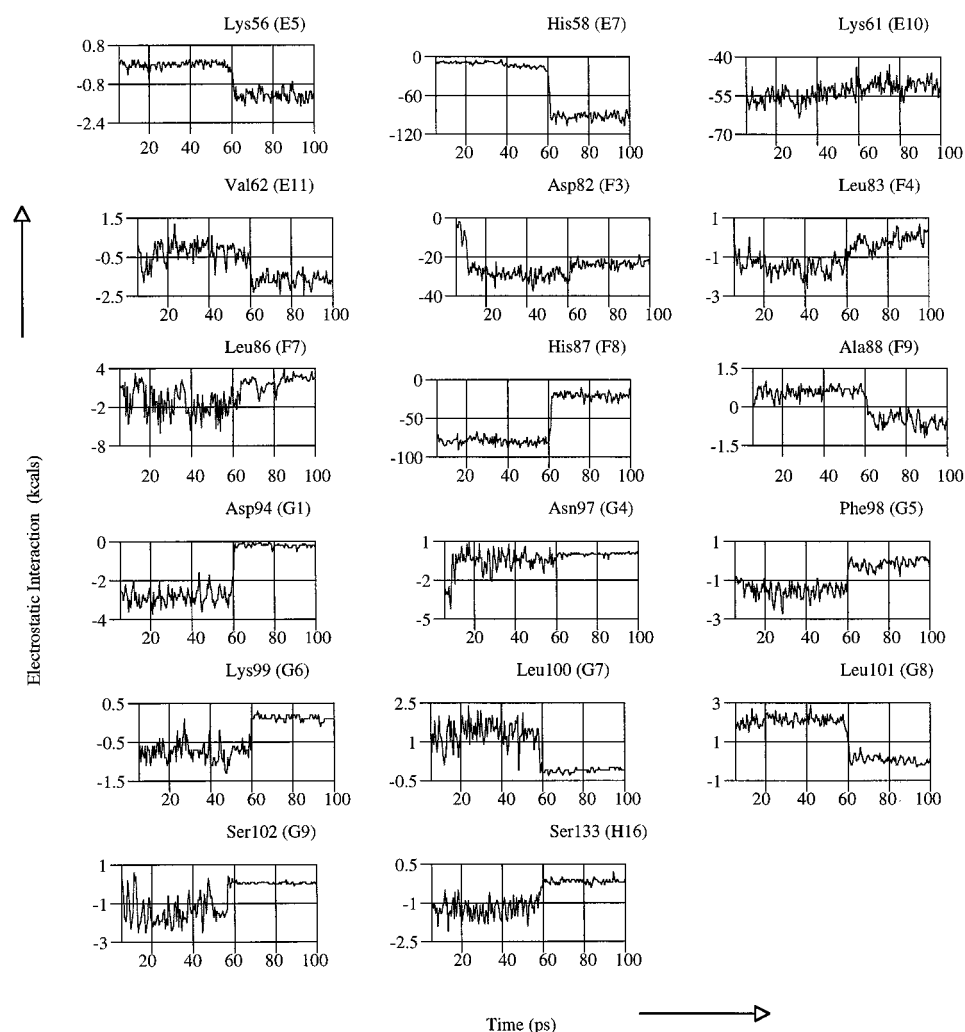 Lys56 (E5)
0.8
-0.8
-2.4
20 40 60 80 100
His58 (E7)
0
-60
-120
20 40 60 80 100
Lys61 (E10)
-40
-55
-70
20 40 60 80 100
Val62 (E11)
1.5
-0.5
-2.5
20 40 60 80 100
Asp82 (F3)
0
-20
-40
20 40 60 80 100
Leu83 (F4)
1
-1
-3
20 40 60 80 100
Leu86 (F7)
4
-2
-8
20 40 60 80 100
His87 (F8)
0
-50
-100
20 40 60 80 100
Ala88 (F9)
1.5
0
-1.5
20 40 60 80 100
Asp94 (G1)
0
-2
-4
20 40 60 80 100
Asn97 (G4)
1
-2
-5
20 40 60 80 100
Phe98 (G5)
1
-1
-3
20 40 60 80 100
Lys99 (G6)
0.5
-0.5
-1.5
20 40 60 80 100
Leu100 (G7)
2.5
1
-0.5
20 40 60 80 100
Leu101 (G8)
3
1
-1
20 40 60 80 100
Ser102 (G9)
1
-1
-3
20 40 60 80 100
Ser133 (H16)
0.5
-1
-2.5
20 40 60 80 100
Electrostatic Interaction (kcals)
Time (ps)